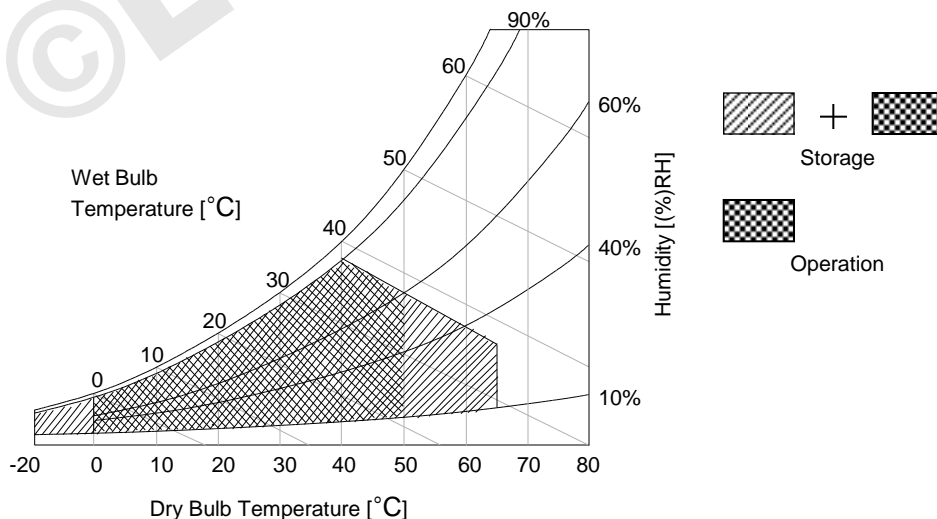 90%
60
60%
50
Wet Bulb
Temperature [°C]
40
40%
30
20
10
0
10%
-20 0 10 20 30 40 50 60 70 80
Dry Bulb Temperature [°C]
Humidity [(%)RH]
+
Storage
Operation
©